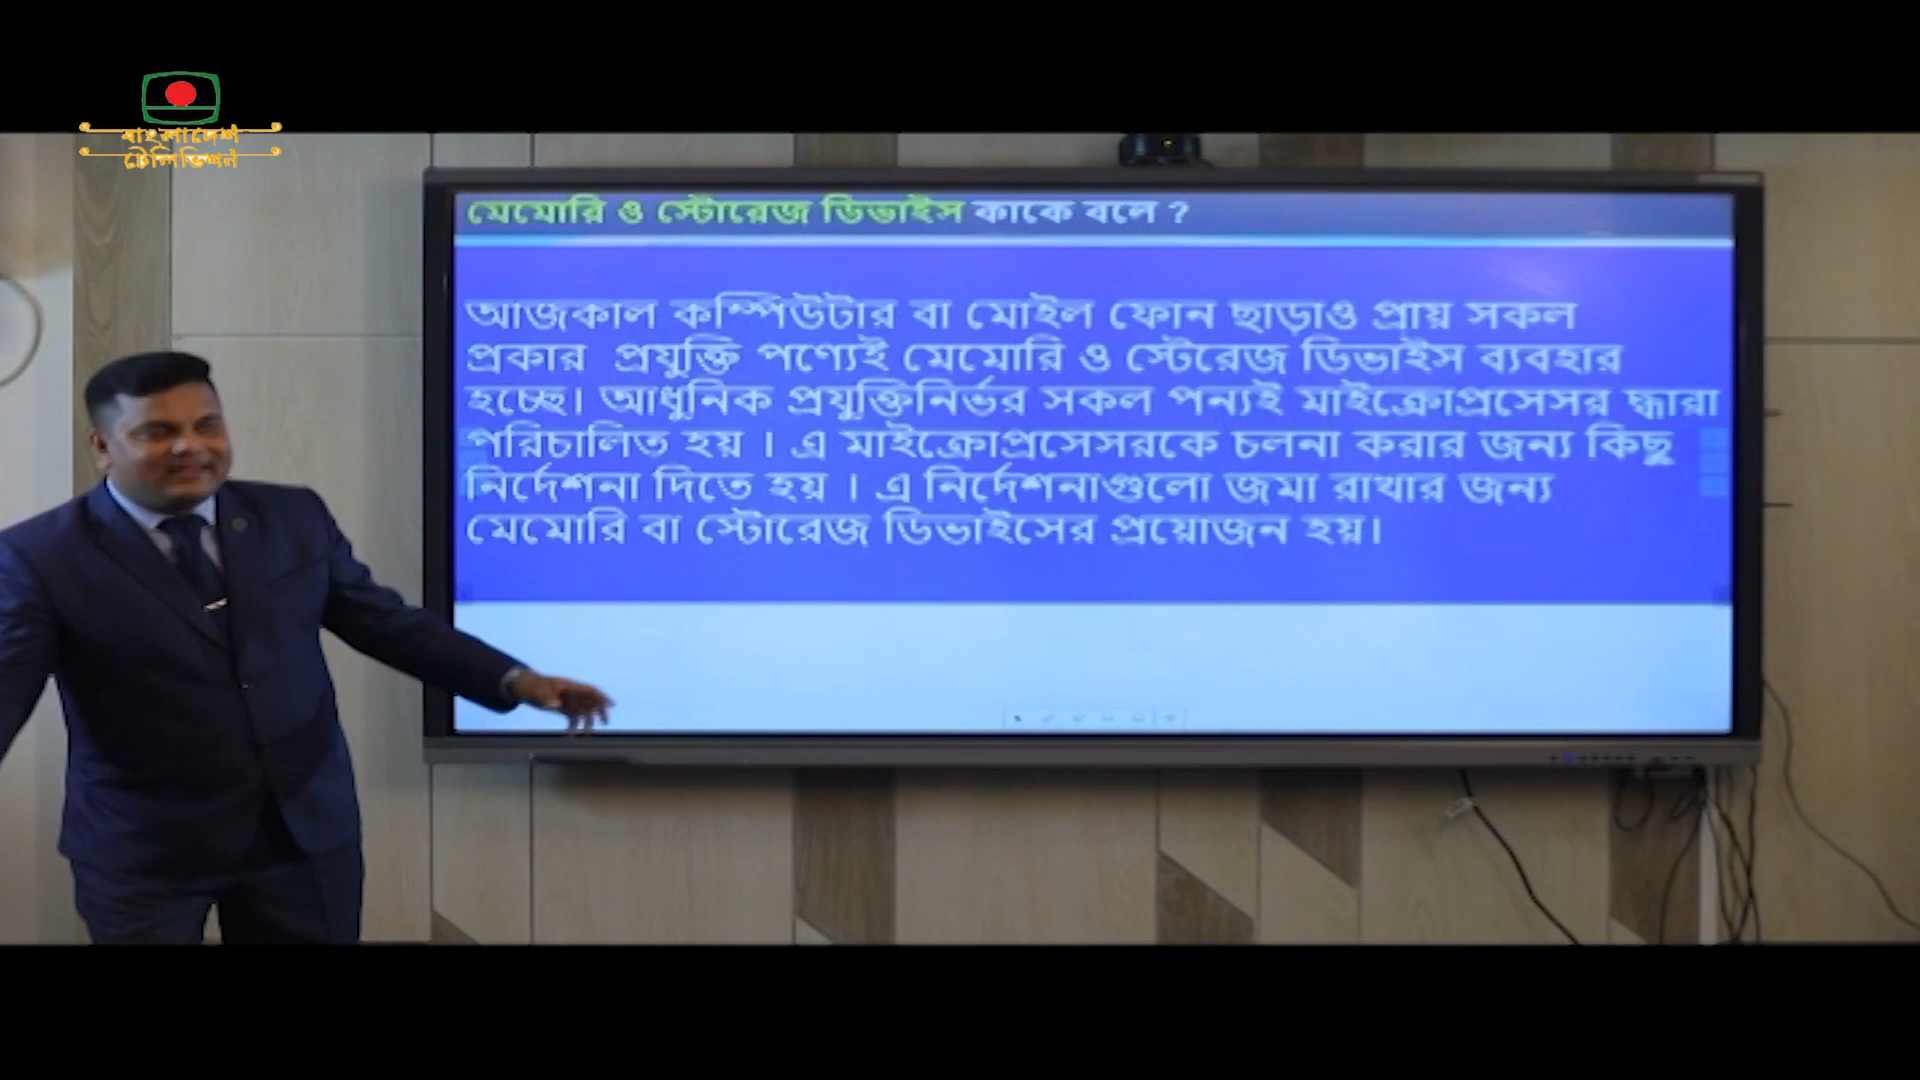 বাংলাদেশ
টেলিভিশন
মেমোরি ও স্টোরেজ ডিভাইস কাকে বলে ?
আজকাল কম্পিউটার বা মোইল ফোন ছাড়াও প্রায় সকল
প্রকার প্রযুক্তি পণ্যেই মেমোরি ও স্টেরেজ ডিভাইস ব্যবহার
হচ্ছে। আধুনিক প্রযুক্তিনির্ভর সকল পন্যই মাইক্রোপ্রসেসর দ্ধারা
পরিচালিত হয় । এ মাইক্রোপ্রসেসরকে চলনা করার জন্য কিছু
নির্দেশনা দিতে হয় । এ নির্দেশনাগুলো জমা রাখার জন্য
মেমোরি বা স্টোরেজ ডিভাইসের প্রয়োজন হয়।